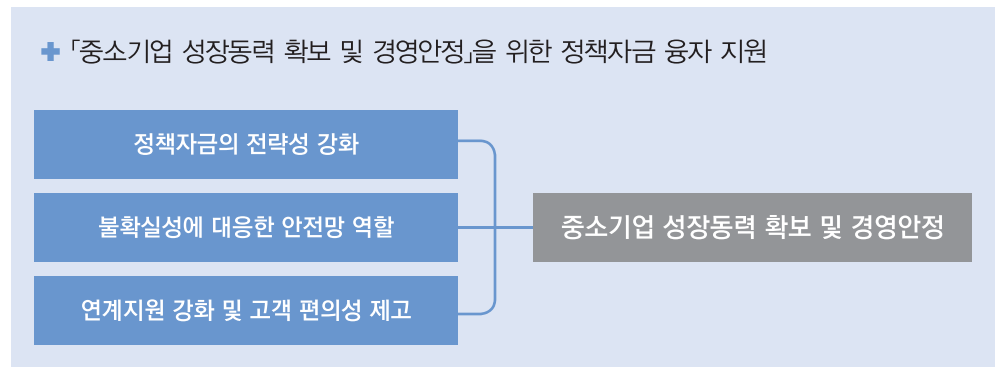 「중소기업 성장동력 확보 및 경영안정」을 위한 정책자금 융자 지원
정책자금의 전략성 강화
불확실성에 대응한 안전망 역할
연계지원 강화 및 고객 편의성 제고
중소기업 성장동력 확보 및 경영안정